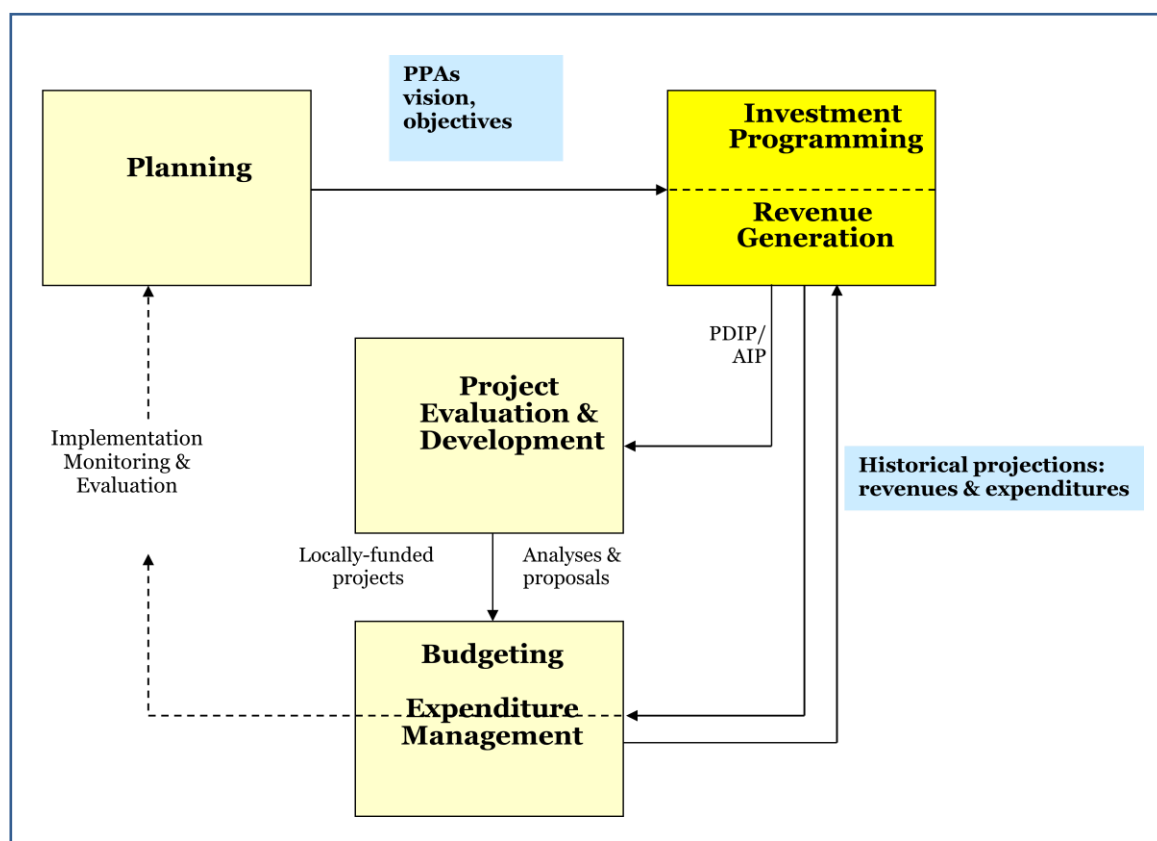 PPAs
vision,
objectives
Planning
Investment
Programming
Revenue
Generation
PDIP/
AIP
Project
Evaluation &
Development
Implementation
Monitoring &
Evaluation
Historical projections:
revenues & expenditures
Locally-funded
projects
Analyses &
proposals
Budgeting
Expenditure
Management